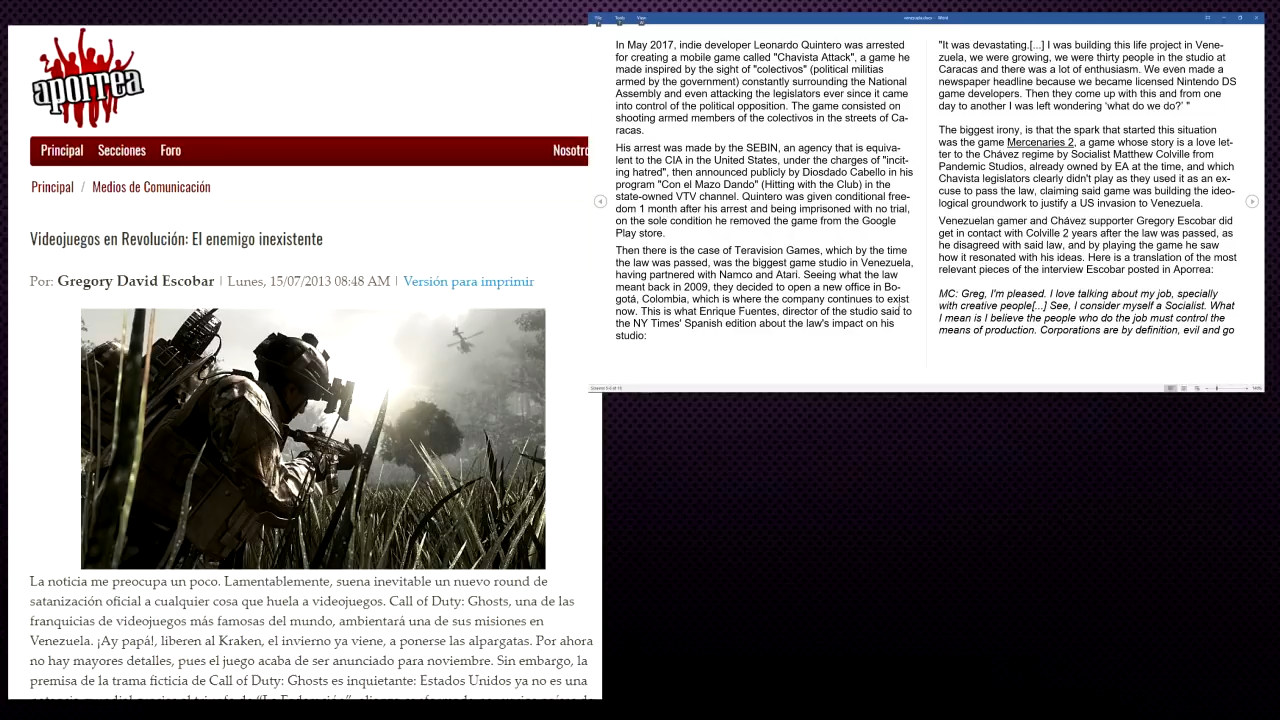 aporrea
Principal Secciones Foro Nosotro
Principal / Medios de Comunicación
Videojuegos en Revolución: El enemigo inexistente
Por: Gregory David Escobar | Lunes, 15/07/2013 08:48 AM | Versión para imprimir
La noticia me preocupa un poco. Lamentablemente, suena inevitable un nuevo round de
satanización oficial a cualquier cosa que huela a videojuegos. Call of Duty: Ghosts, una de las
franquicias de videojuegos más famosas del mundo, ambientará una de sus misiones en
Venezuela. ¡Ay papá!, liberen al Kraken, el invierno ya viene, a ponerse las alpargatas. Por ahora
no hay mayores detalles, pues el juego acaba de ser anunciado para noviembre. Sin embargo, la
premisa de la trama ficticia de Call of Duty: Ghosts es inquietante: Estados Unidos ya no es una
File Tools View
In May 2017, indie developer Leonardo Quintero was arrested
for creating a mobile game called "Chavista Attack", a game he
made inspired by the sight of "colectivos" (political militias
armed by the government) constantly surrounding the National
Assembly and even attacking the legislators ever since it came
into control of the political opposition. The game consisted on
shooting armed members of the colectivos in the streets of Ca-
racas.
His arrest was made by the SEBIN, an agency that is equiva-
lent to the CIA in the United States, under the charges of "incit-
ing hatred", then announced publicly by Diosdado Cabello in his
program "Con el Mazo Dando" (Hitting with the Club) in the
state-owned VTV channel. Quintero was given conditional free-
dom 1 month after his arrest and being imprisoned with no trial,
on the sole condition he removed the game from the Google
Play store.
Then there is the case of Teravision Games, which by the time
the law was passed, was the biggest game studio in Venezuela,
having partnered with Namco and Atari. Seeing what the law
meant back in 2009, they decided to open a new office in Bo-
gotá, Colombia, which is where the company continues to exist
now. This is what Enrique Fuentes, director of the studio said to
the NY Times' Spanish edition about the law's impact on his
studio:
"It was devastating.[...] I was building this life project in Vene-
zuela, we were growing, we were thirty people in the studio at
Caracas and there was a lot of enthusiasm. We even made a
newspaper headline because we became licensed Nintendo DS
game developers. Then they come up with this and from one
day to another I was left wondering ‘what do we do?’ "
The biggest irony, is that the spark that started this situation
was the game Mercenaries 2, a game whose story is a love let-
ter to the Chávez regime by Socialist Matthew Colville from
Pandemic Studios, already owned by EA at the time, and which
Chavista legislators clearly didn't play as they used it as an ex-
cuse to pass the law, claiming said game was building the ideo-
logical groundwork to justify a US invasion to Venezuela.
Venezuelan gamer and Chávez supporter Gregory Escobar did
get in contact with Colville 2 years after the law was passed, as
he disagreed with said law, and by playing the game he saw
how it resonated with his ideas. Here is a translation of the most
relevant pieces of the interview Escobar posted in Aporrea:
MC: Greg, I'm pleased. I love talking about my job, specially
with creative people[...] See, I consider myself a Socialist. What
I mean is I believe the people who do the job must control the
means of production. Corporations are by definition, evil and go